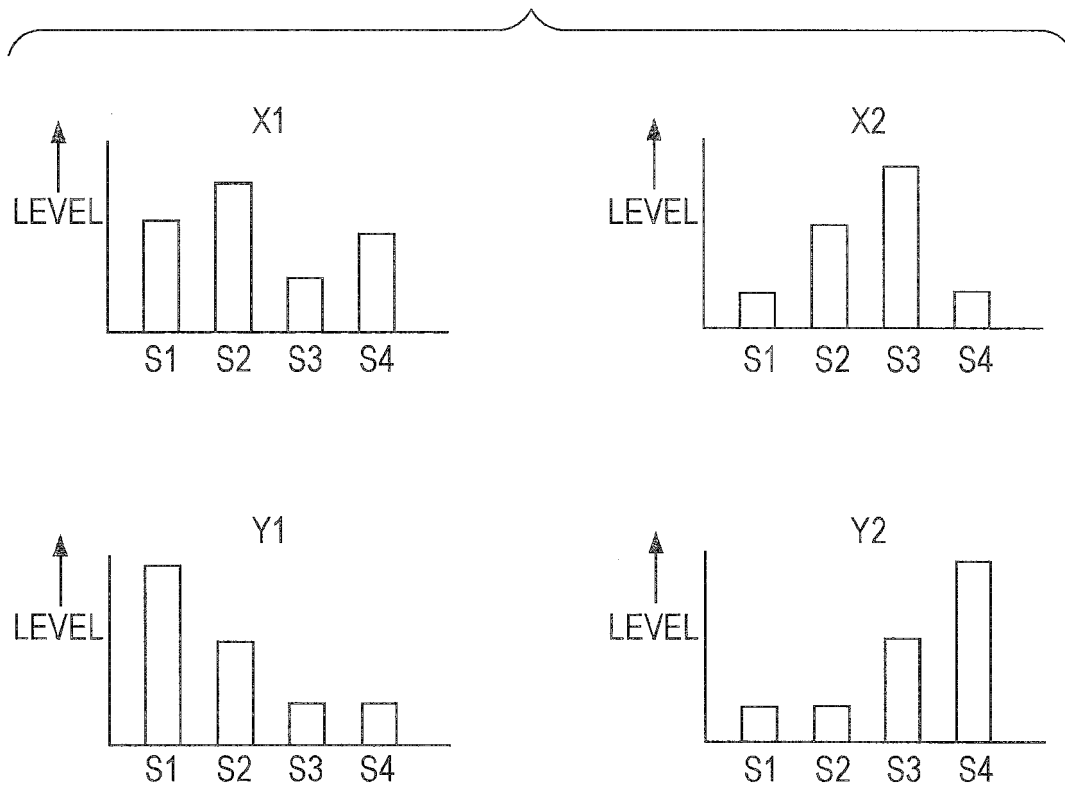 X1
X2
LEVEL
LEVEL
S1 S2 S3 S4
S1 S2 S3 S4
Y1
Y2
LEVEL
LEVEL
S1 S2 S3 S4
S1 S2 S3 S4